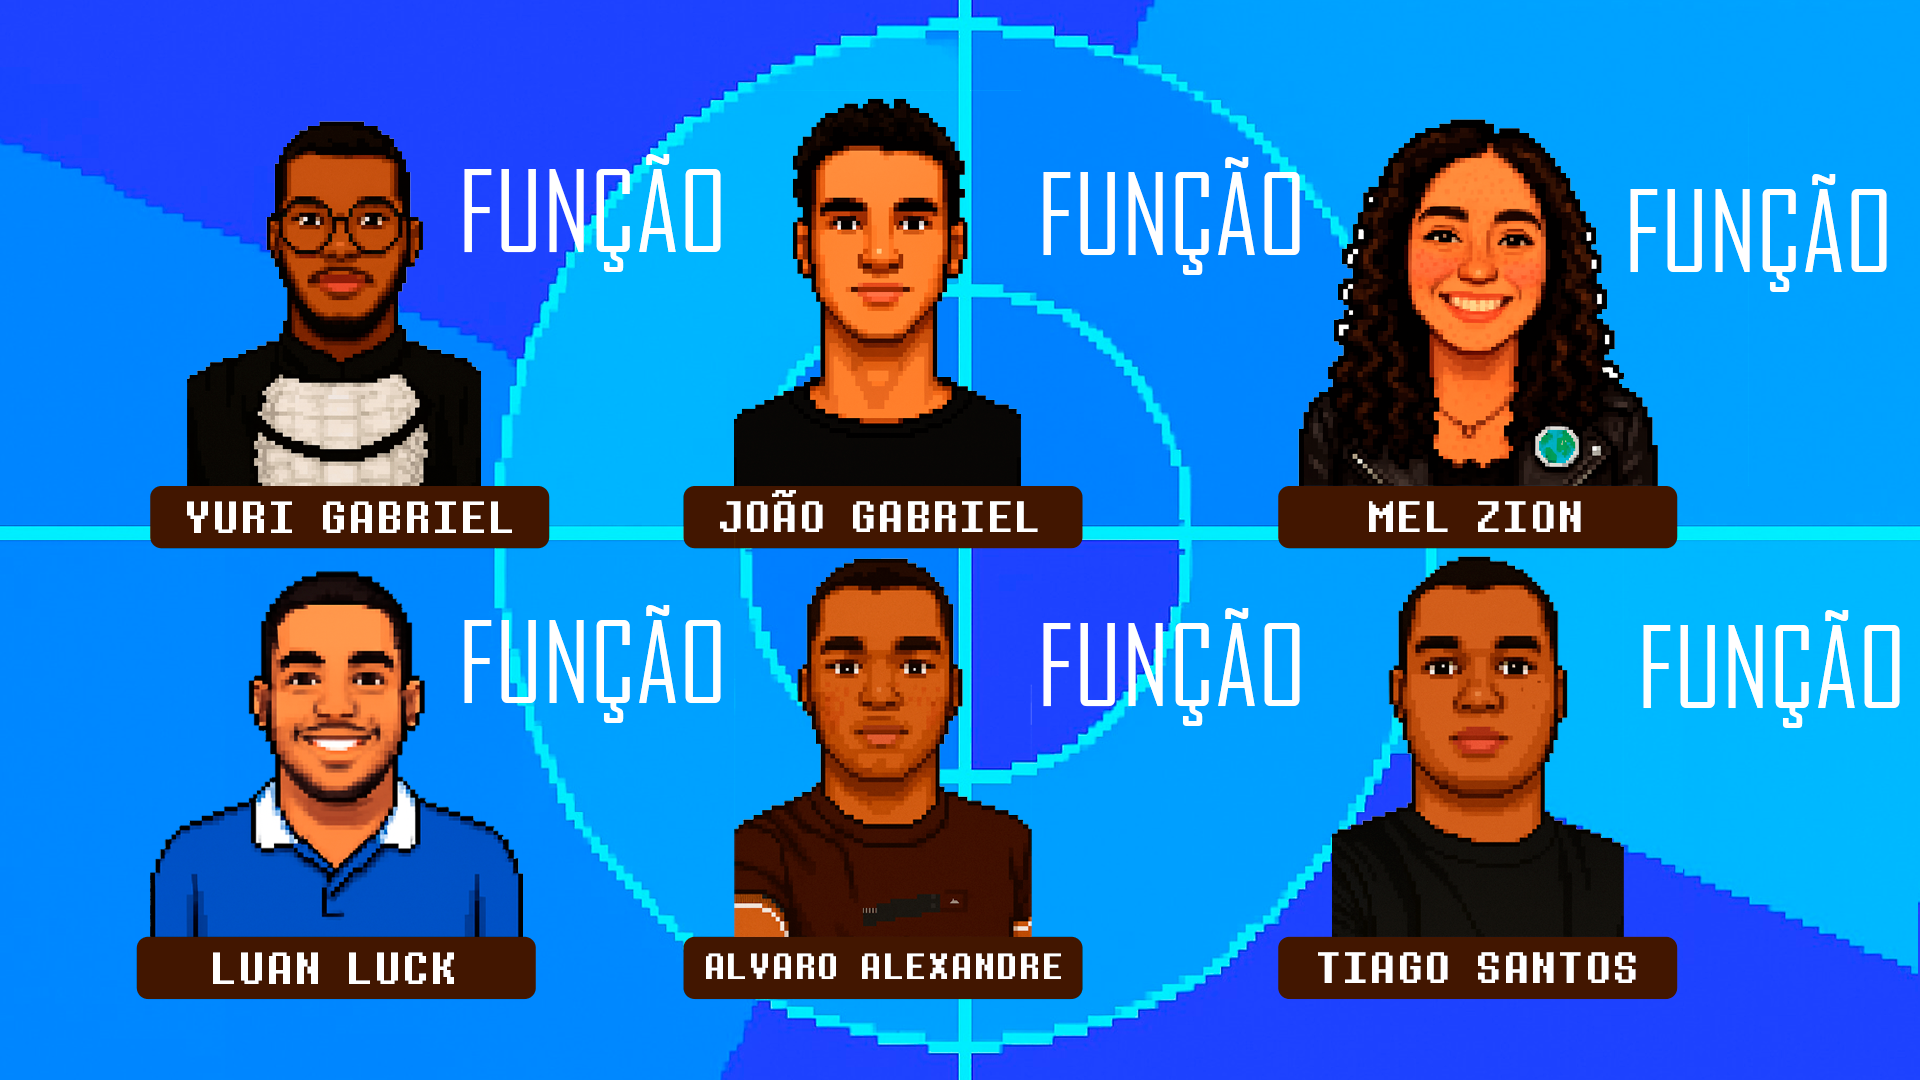 FUNÇÃO
FUNÇÃO
FUNÇÃO
YURI GABRIEL
JOÃO GABRIEL
MEL ZION
FUNÇÃO
FUNÇÃO
FUNÇÃO
LUAN LUCK
ALVARO ALEXANDRE
TIAGO SANTOS